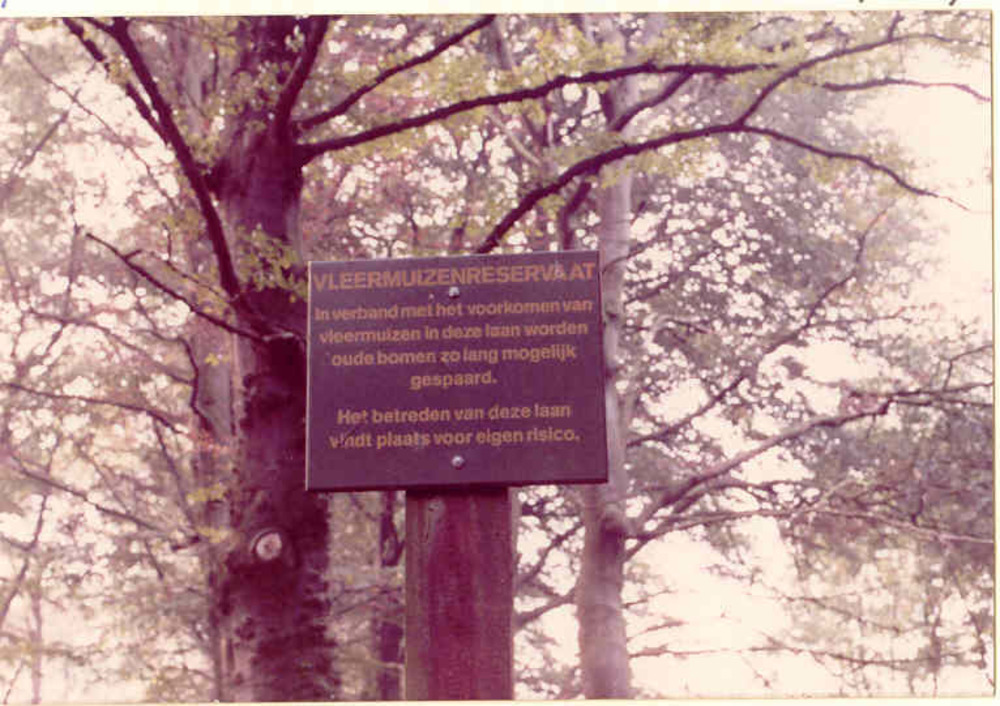 VLEERMUIZENRESERVAAT
In verband met het voorkomen van
vleermuizen in deze laan worden
oude bomen zo lang mogelijk
gespaard.
Het betreden van deze laan
vindt plaats voor eigen risico.